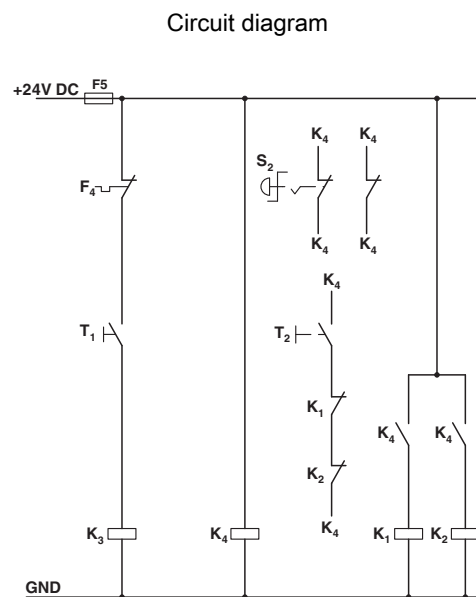 Circuit diagram
+24V DC F5
K₄ K₄
S₂
F₄
K₄ K₄
K₄
T₁ T₂
K₁
K₄ K₄
K₂
K₄
K₃ K₄ K₁ K₂
GND